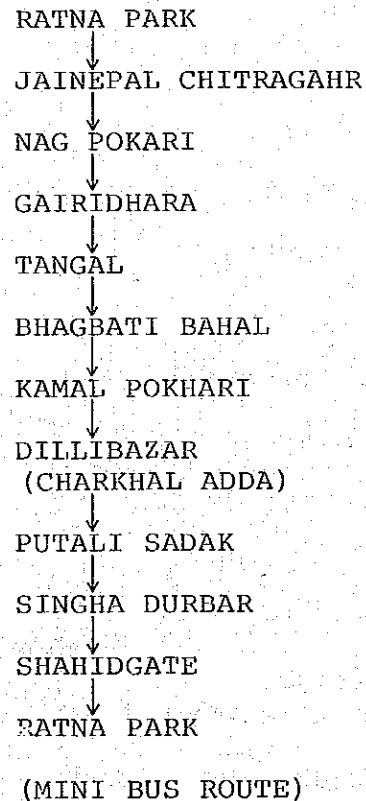 RATNA PARK
JAINEPAL CHITRAGAHR
NAG POKARI
GAIRIDHARA
TANGAL
BHAGBATI BAHAL
KAMAL POKHARI
DILLIBAZAR
(CHARKHAL ADDA)
PUTALI SADAK
SINGHA DURBAR
SHAHIDGATE
RATNA PARK
(MINI BUS ROUTE)